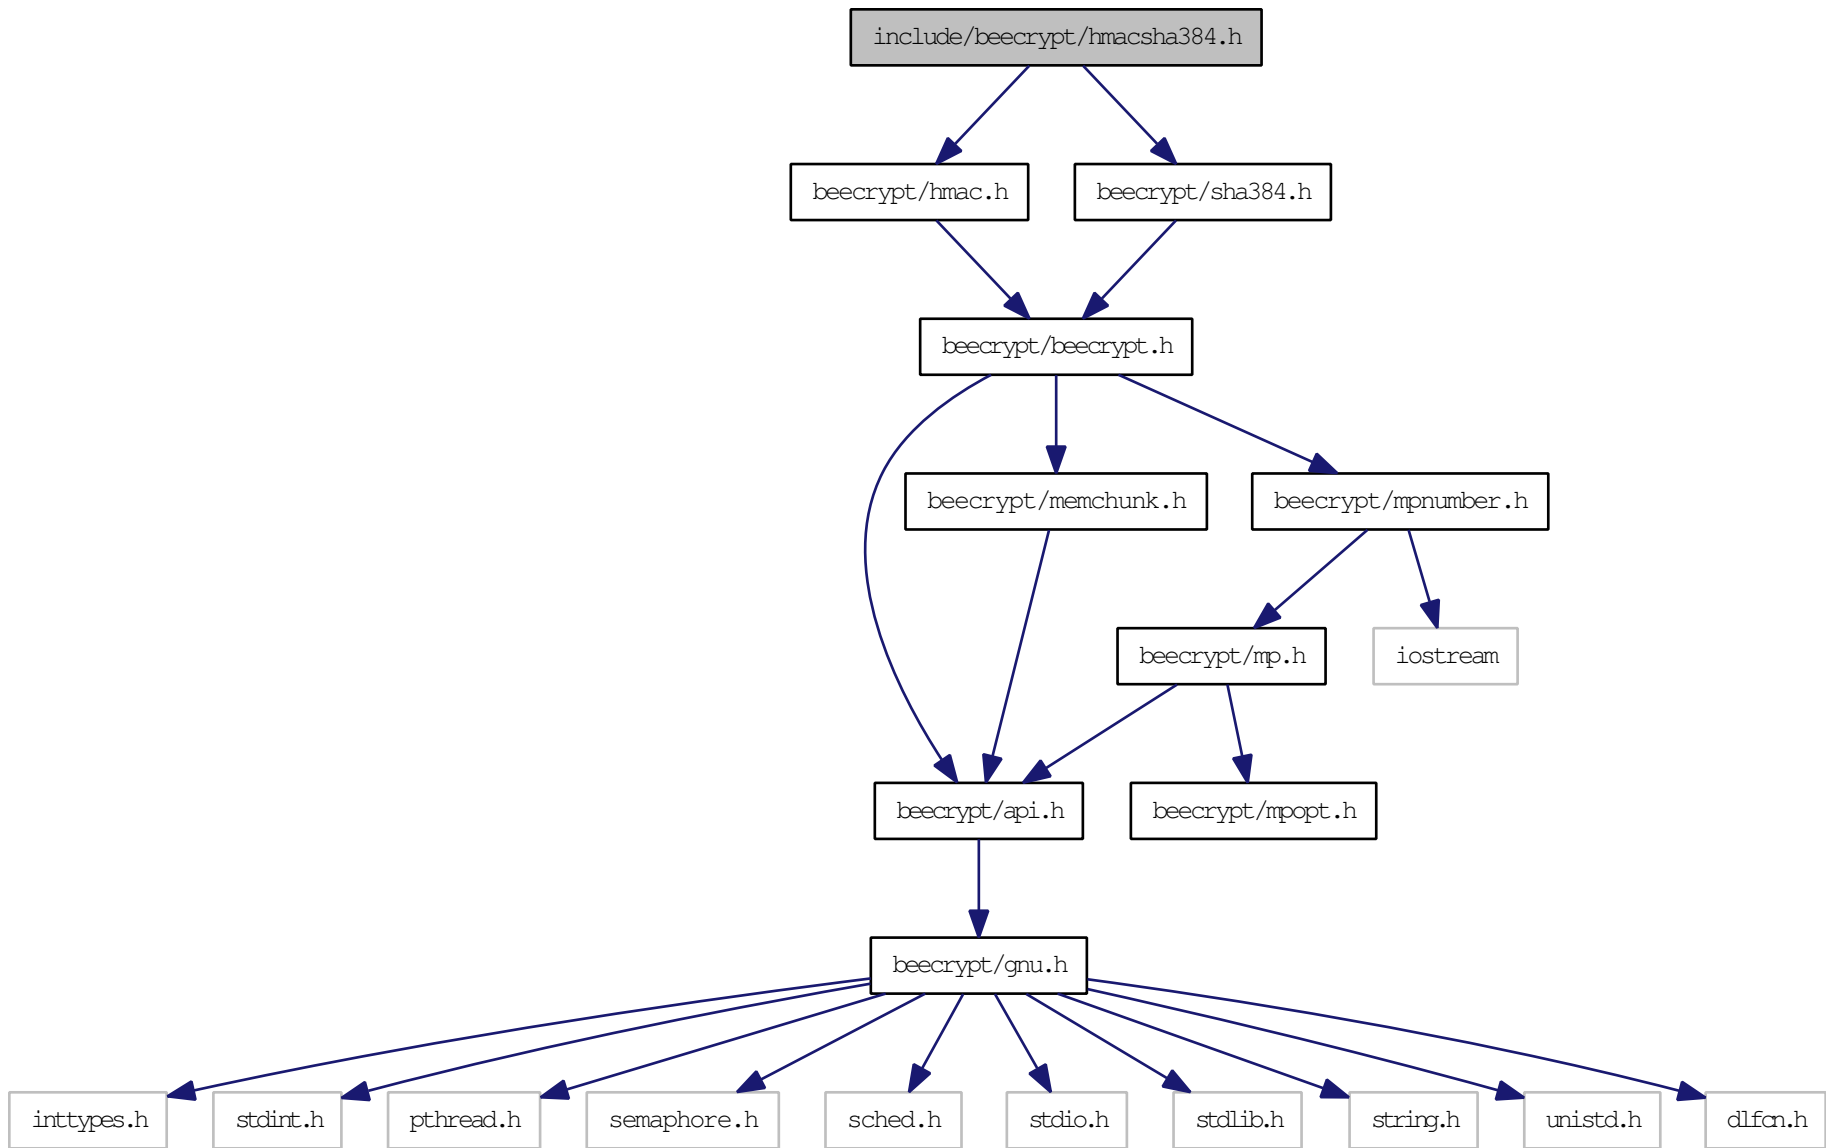 include/beecrypt/hmacsha384.h
beecrypt/hmac.h
beecrypt/sha384.h
beecrypt/beecrypt.h
beecrypt/memchunk.h
beecrypt/mpnumber.h
beecrypt/mp.h
iostream
beecrypt/api.h
beecrypt/mpopt.h
beecrypt/gnu.h
inttypes.h
stdint.h
pthread.h
semaphore.h
sched.h
stdio.h
stdlib.h
string.h
unistd.h
dlfcn.h